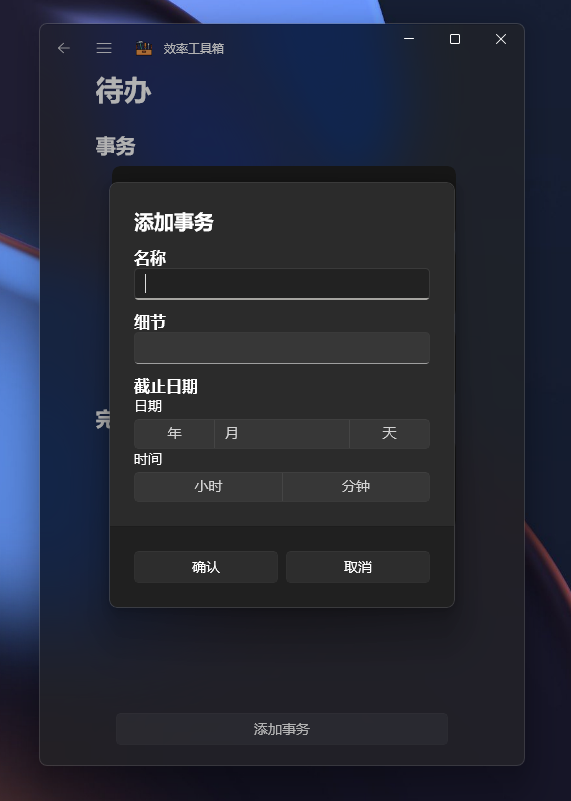 效率工具箱
待办
事务
添加事务
名称
细节
截止日期
日期
年 月 天
完
时间
小时 分钟
确认 取消
添加事务